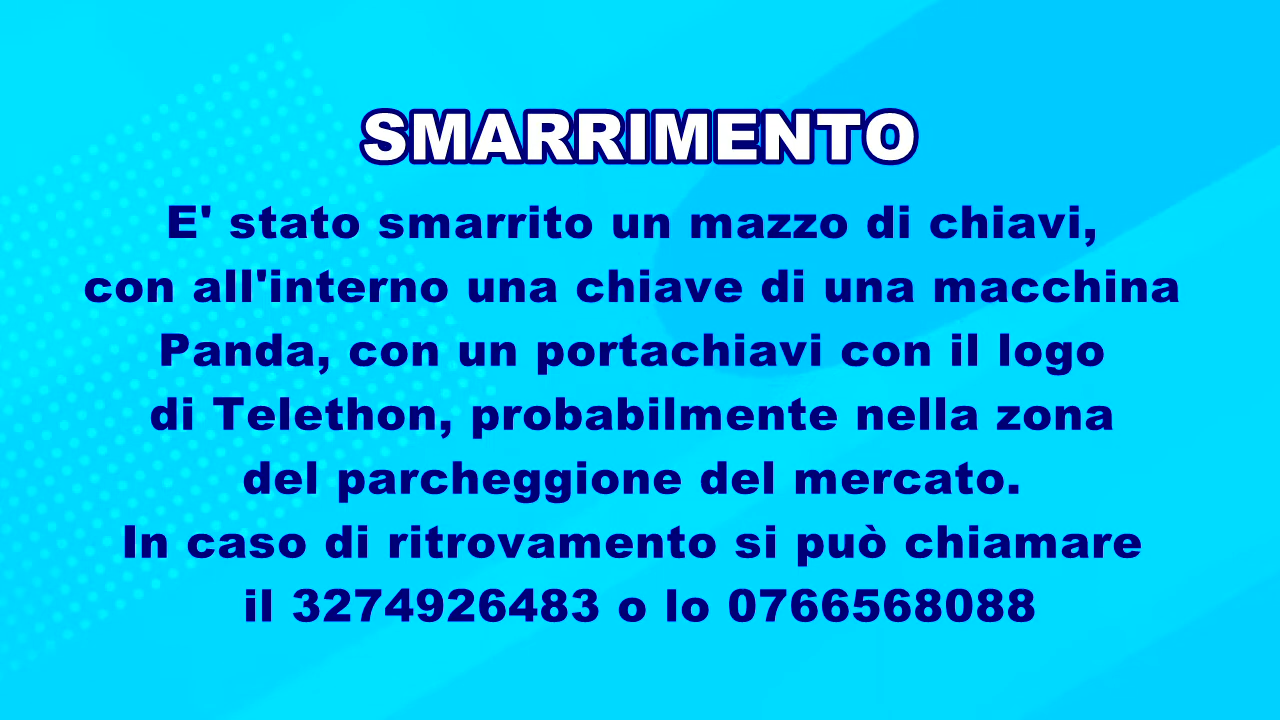 SMARRIMENTO
E' stato smarrito un mazzo di chiavi,
con all'interno una chiave di una macchina
Panda, con un portachiavi con il logo
di Telethon, probabilmente nella zona
del parcheggione del mercato.
In caso di ritrovamento si può chiamare
il 3274926483 o lo 0766568088